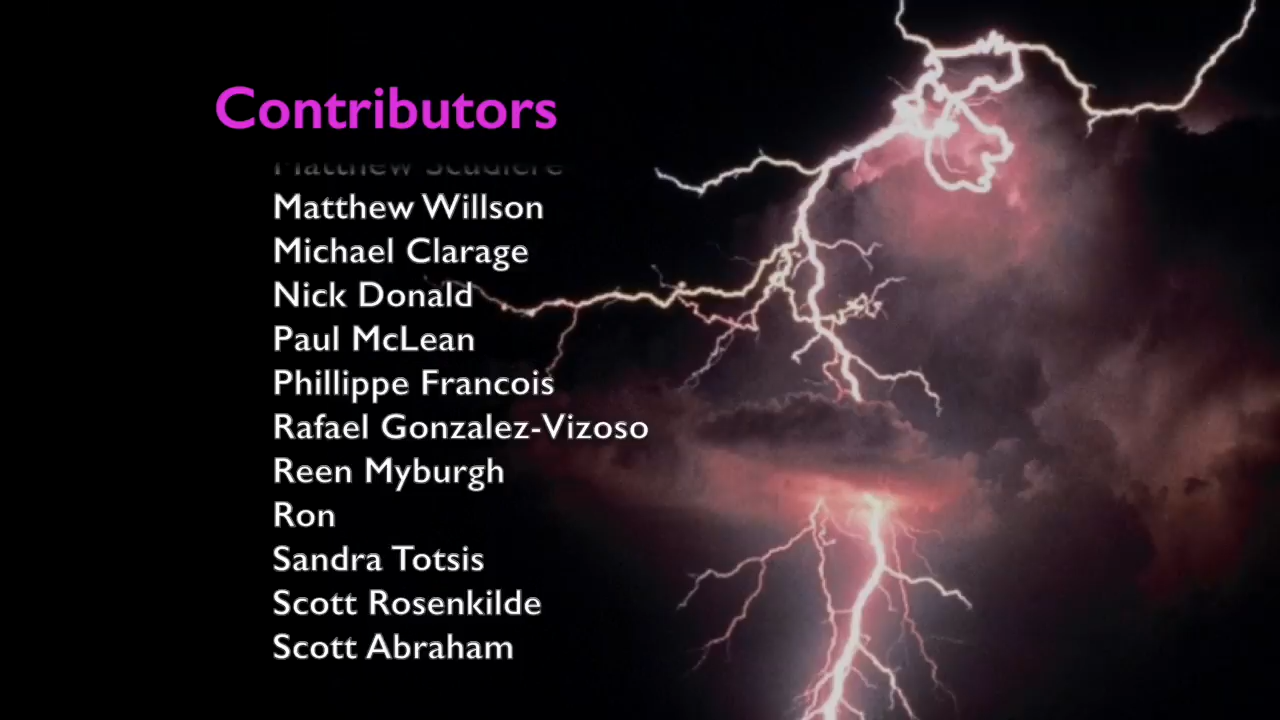 Contributors
Matthew
Matthew Willson
Michael Clarage
Nick Donald
Paul McLean
Phillippe Francois
Rafael Gonzalez-Vizoso
Reen Myburgh
Ron
Sandra Totsis
Scott Rosenkilde
Scott Abraham